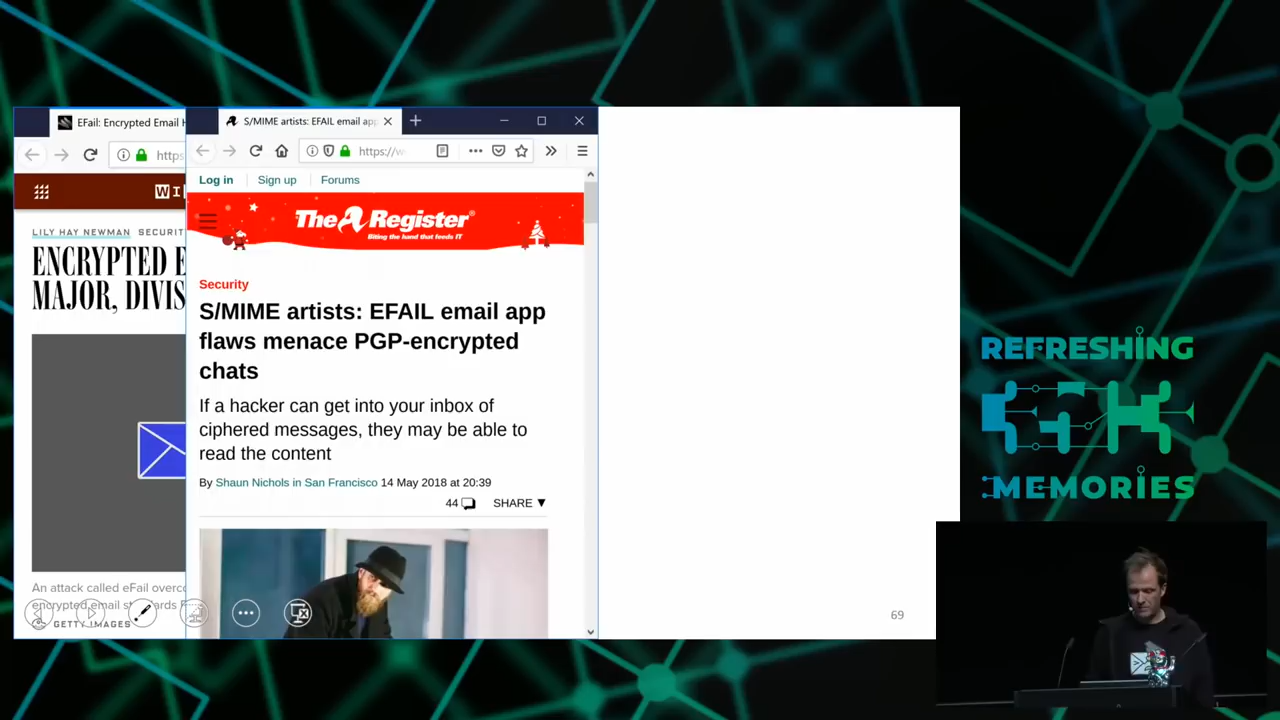 EFail: Encrypted Email H
https
WI
LILY HAY NEWMAN SECURIT
ENCRYPTED E
MAJOR, DIVIS
An attack called eFail overco
encrypted email
GETTY IMAGES
S/MIME artists: EFAIL email app
https://w
Log in
Sign up
Forums
The Register®
Biting the hand that feeds IT
Security
S/MIME artists: EFAIL email app
flaws menace PGP-encrypted
chats
If a hacker can get into your inbox of
ciphered messages, they may be able to
read the content
By Shaun Nichols in San Francisco 14 May 2018 at 20:39
44 SHARE ▼
69
REFRESHING
35C3
MEMORIES